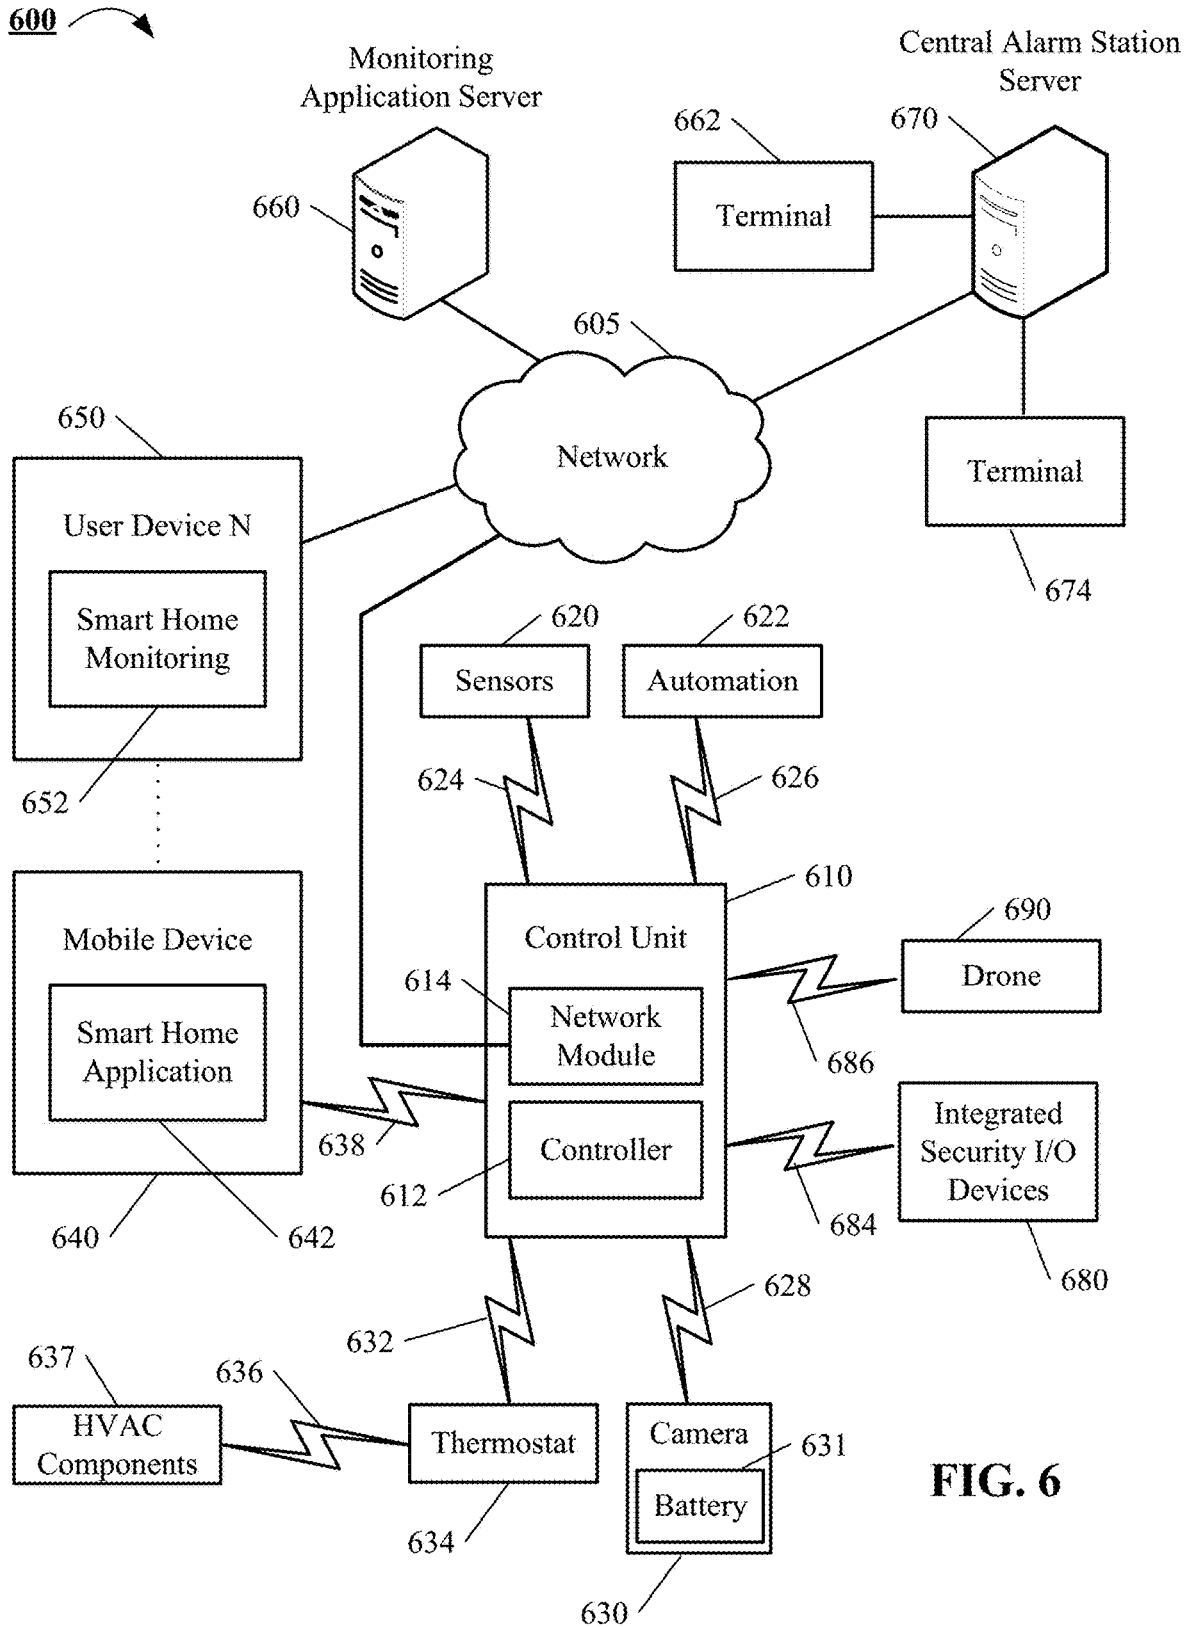 600
Monitoring
Application Server
660
Central Alarm Station
Server
662
670
Terminal
605
Network
Terminal
674
650
User Device N
Smart Home
Monitoring
652
620
Sensors
622
Automation
624
626
Mobile Device
Smart Home
Application
638
640
642
610
Control Unit
614
Network
Module
Controller
612
690
Drone
686
Integrated
Security I/O
Devices
684
680
632
628
637
HVAC
Components
636
Thermostat
634
Camera
631
Battery
630
FIG. 6